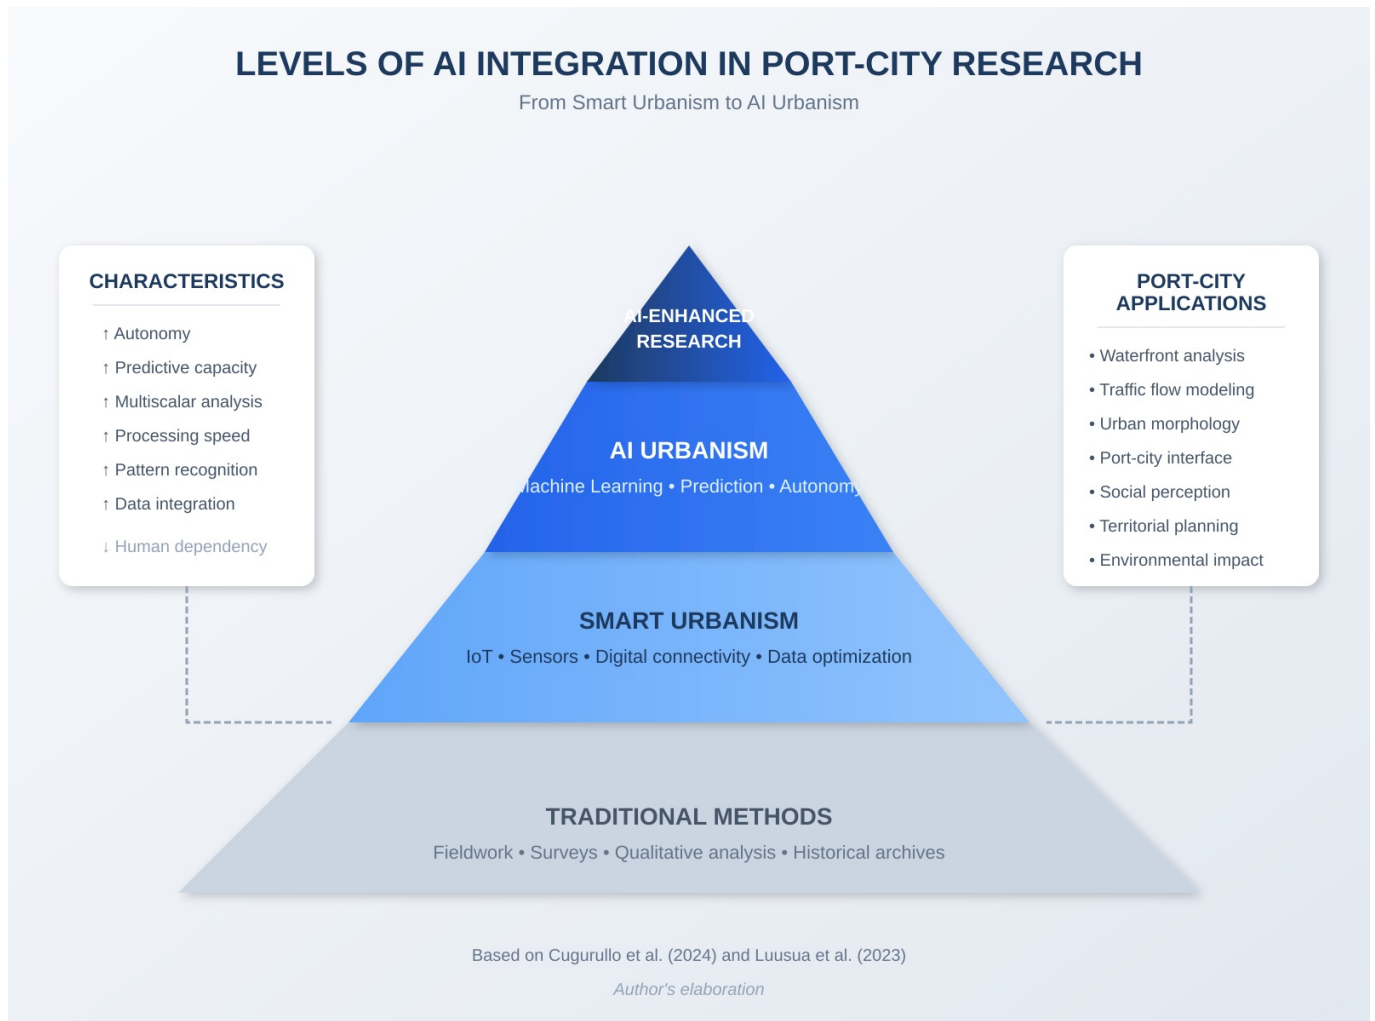 LEVELS OF AI INTEGRATION IN PORT-CITY RESEARCH
From Smart Urbanism to AI Urbanism
CHARACTERISTICS
↑ Autonomy
↑ Predictive capacity
↑ Multiscalar analysis
↑ Processing speed
↑ Pattern recognition
↑ Data integration
↓ Human dependency
AI-ENHANCED
RESEARCH
AI URBANISM
Machine Learning • Prediction • Autonomy
SMART URBANISM
IoT • Sensors • Digital connectivity • Data optimization
TRADITIONAL METHODS
Fieldwork • Surveys • Qualitative analysis • Historical archives
PORT-CITY
APPLICATIONS
• Waterfront analysis
• Traffic flow modeling
• Urban morphology
• Port-city interface
• Social perception
• Territorial planning
• Environmental impact
Based on Cugurullo et al. (2024) and Luusua et al. (2023)
Author's elaboration